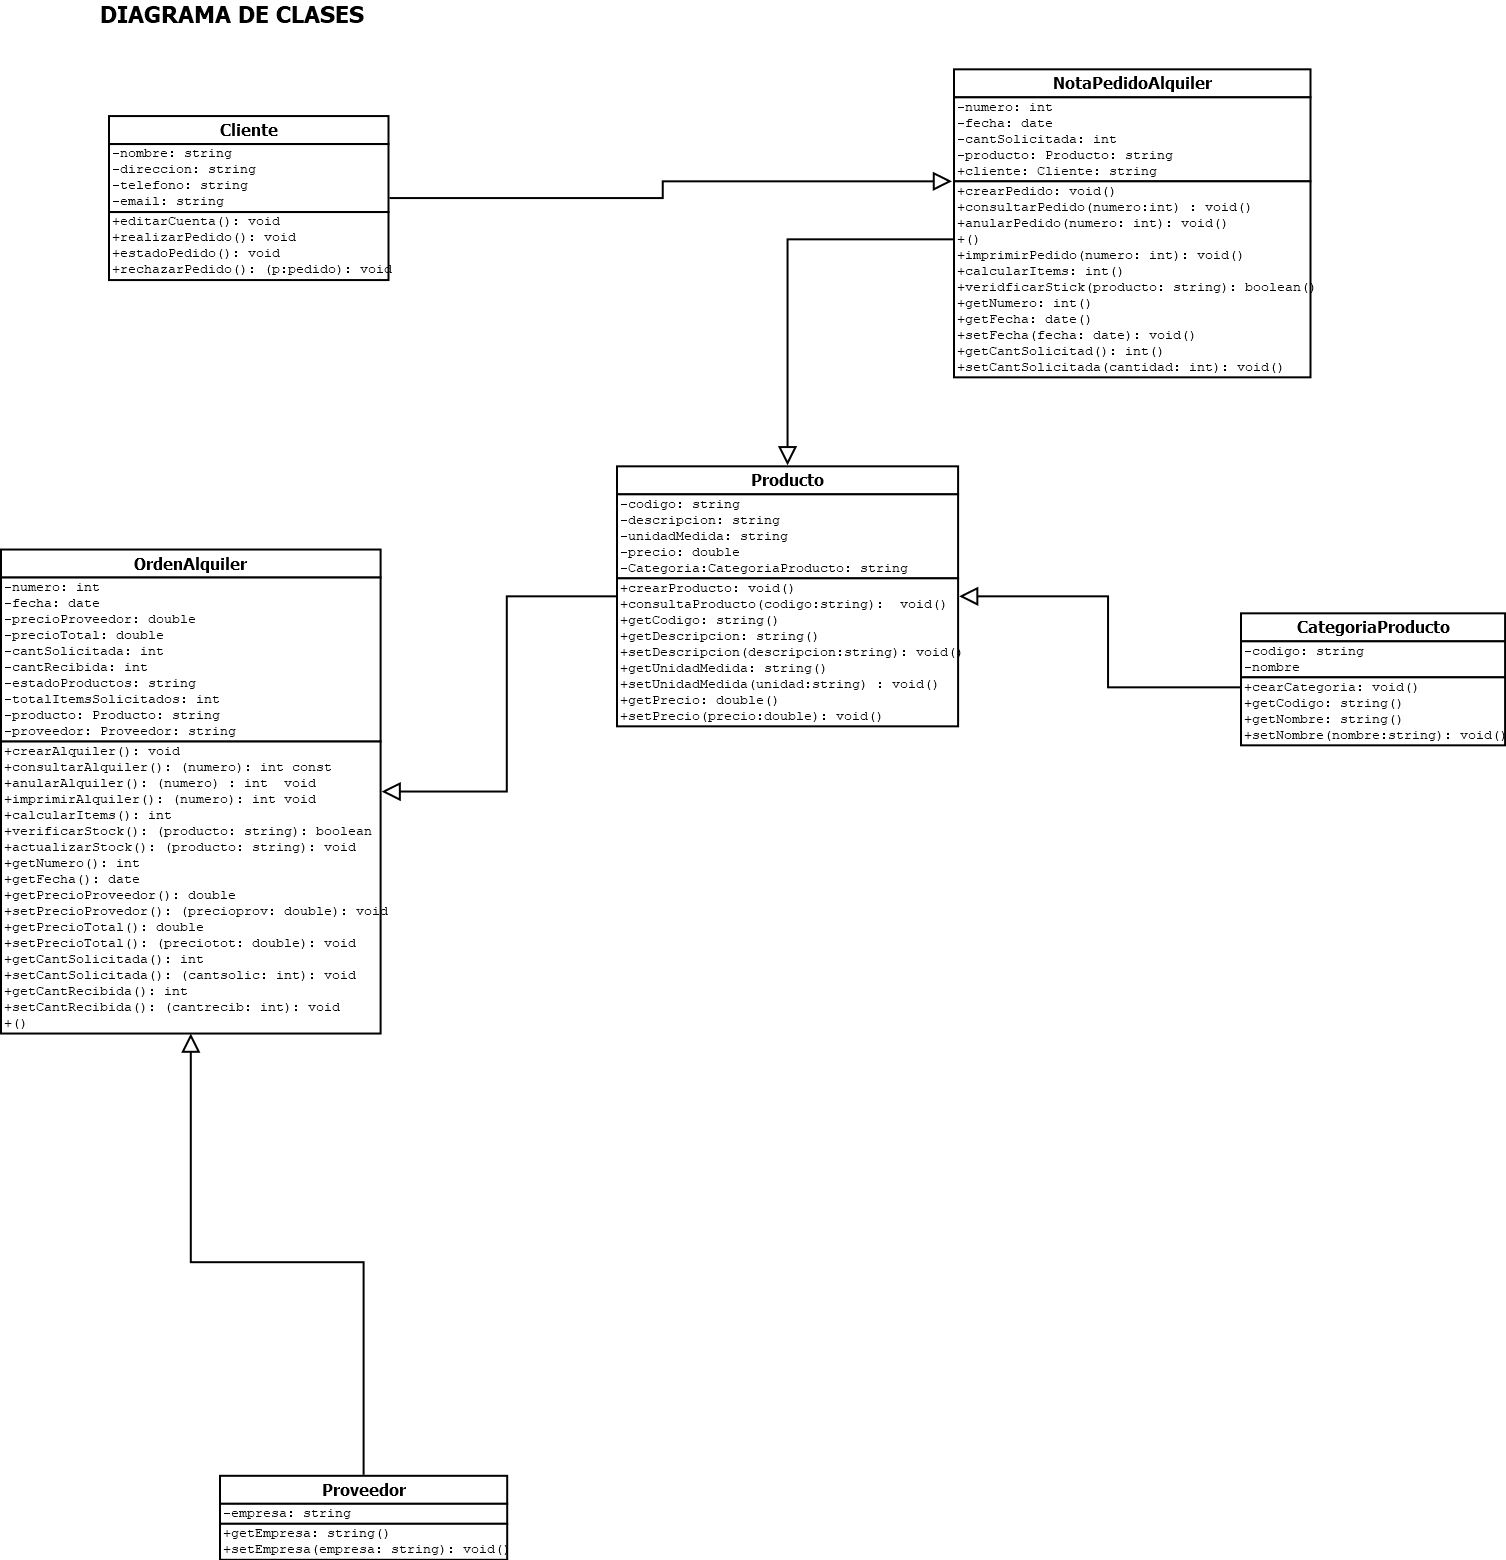 DIAGRAMA DE CLASES
Cliente
-nombre: string
-direccion: string
-telefono: string
-email: string
+editarCuenta(): void
+realizarPedido(): void
+estadoPedido(): void
+rechazarPedido(): (p:pedido): void
NotaPedidoAlquiler
-numero: int
-fecha: date
-cantSolicitada: int
-producto: Producto: string
+cliente: Cliente: string
+crearPedido: void()
+consultarPedido(numero:int) : void()
+anularPedido(numero: int): void()
+()
+imprimirPedido(numero: int): void()
+calcularItems: int()
+veridficarStick(producto: string): boolean()
+getNumero: int()
+getFecha: date()
+setFecha(fecha: date): void()
+getCantSolicitad(): int()
+setCantSolicitada(cantidad: int): void()
Producto
-codigo: string
-descripcion: string
-unidadMedida: string
-precio: double
-Categoria:CategoriaProducto: string
+crearProducto: void()
+consultaProducto(codigo:string):  void()
+getCodigo: string()
+getDescripcion: string()
+setDescripcion(descripcion:string): void()
+getUnidadMedida: string()
+setUnidadMedida(unidad:string) : void()
+getPrecio: double()
+setPrecio(precio:double): void()
OrdenAlquiler
-numero: int
-fecha: date
-precioProveedor: double
-precioTotal: double
-cantSolicitada: int
-cantRecibida: int
-estadoProductos: string
-totalItemsSolicitados: int
-producto: Producto: string
-proveedor: Proveedor: string
+crearAlquiler(): void
+consultarAlquiler(): (numero): int const
+anularAlquiler(): (numero) : int  void
+imprimirAlquiler(): (numero): int void
+calcularItems(): int
+verificarStock(): (producto: string): boolean
+actualizarStock(): (producto: string): void
+getNumero(): int
+getFecha(): date
+getPrecioProveedor(): double
+setPrecioProvedor(): (precioprov: double): void
+getPrecioTotal(): double
+setPrecioTotal(): (preciotot: double): void
+getCantSolicitada(): int
+setCantSolicitada(): (cantsolic: int): void
+getCantRecibida(): int
+setCantRecibida(): (cantrecib: int): void
+()
CategoriaProducto
-codigo: string
-nombre
+cearCategoria: void()
+getCodigo: string()
+getNombre: string()
+setNombre(nombre:string): void()
Proveedor
-empresa: string
+getEmpresa: string()
+setEmpresa(empresa: string): void()